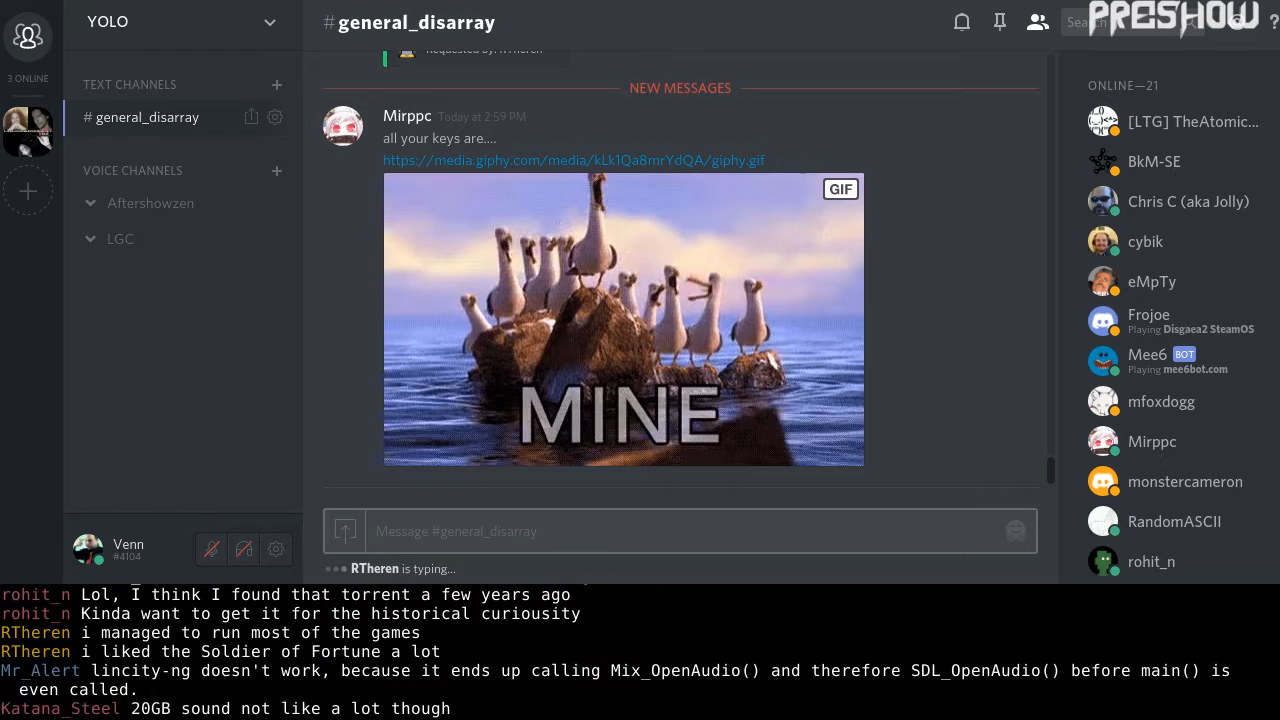 YOLO
#general_disarray
Search
PRESHOW
?
3 ONLINE
TEXT CHANNELS
# general_disarray
VOICE CHANNELS
Aftershowzen
LGC
Venn
#4104
Requested by: RTheren
NEW MESSAGES
Mirppc Today at 2:59 PM
all your keys are....
https://media.giphy.com/media/kLk1Qa8mrYdQA/giphy.gif
GIF
MINE
Message #general_disarray
RTheren is typing...
ONLINE—21
[LTG] TheAtomic...
BkM-SE
Chris C (aka Jolly)
cybik
eMpTy
Frojoe
Playing Disgaea2 SteamOS
Mee6 BOT
Playing mee6bot.com
mfoxdogg
Mirppc
monstercameron
RandomASCII
rohit_n
rohit_n Lol, I think I found that torrent a few years ago
rohit_n Kinda want to get it for the historical curiousity
RTheren i managed to run most of the games
RTheren i liked the Soldier of Fortune a lot
Mr_Alert lincity-ng doesn't work, because it ends up calling Mix_OpenAudio() and therefore SDL_OpenAudio() before main() is
even called.
Katana_Steel 20GB sound not like a lot though